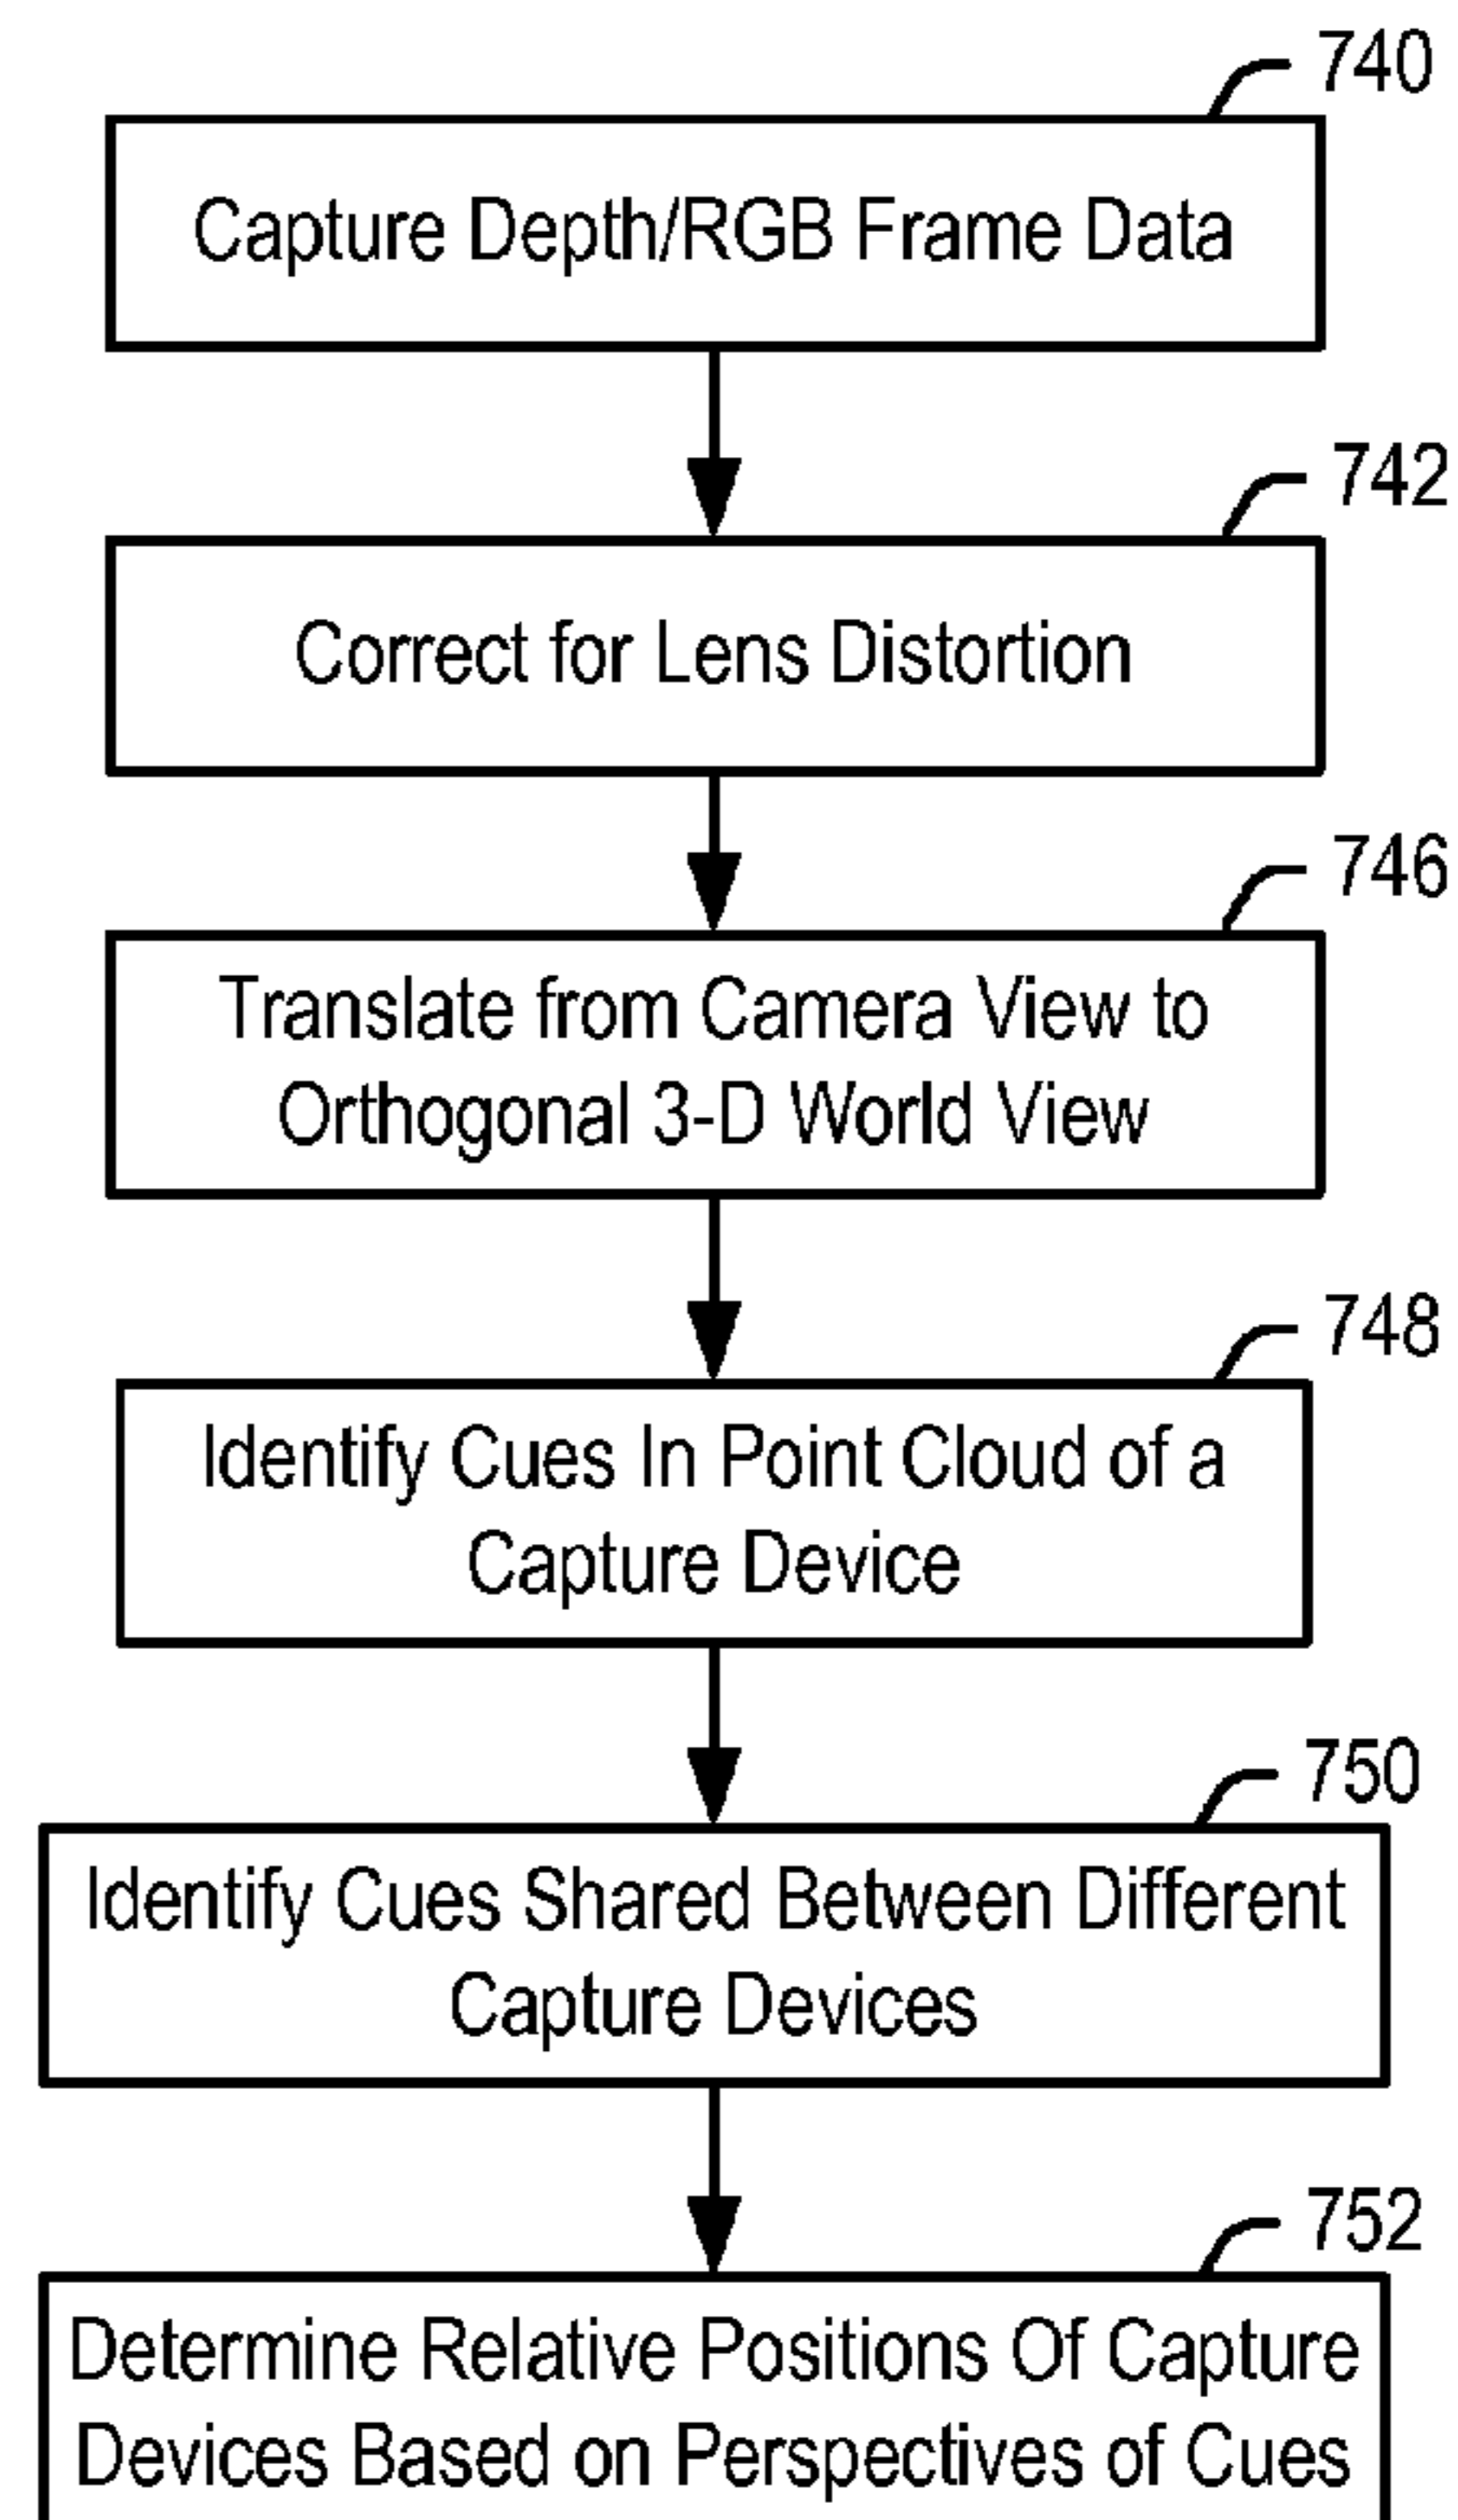 740
Capture Depth/RGB Frame Data
742
Correct for Lens Distortion
746
Translate from Camera View to
Orthogonal 3-D World View
748
Identify Cues In Point Cloud of a
Capture Device
750
Identify Cues Shared Between Different
Capture Devices
752
Determine Relative Positions Of Capture
Devices Based on Perspectives of Cues